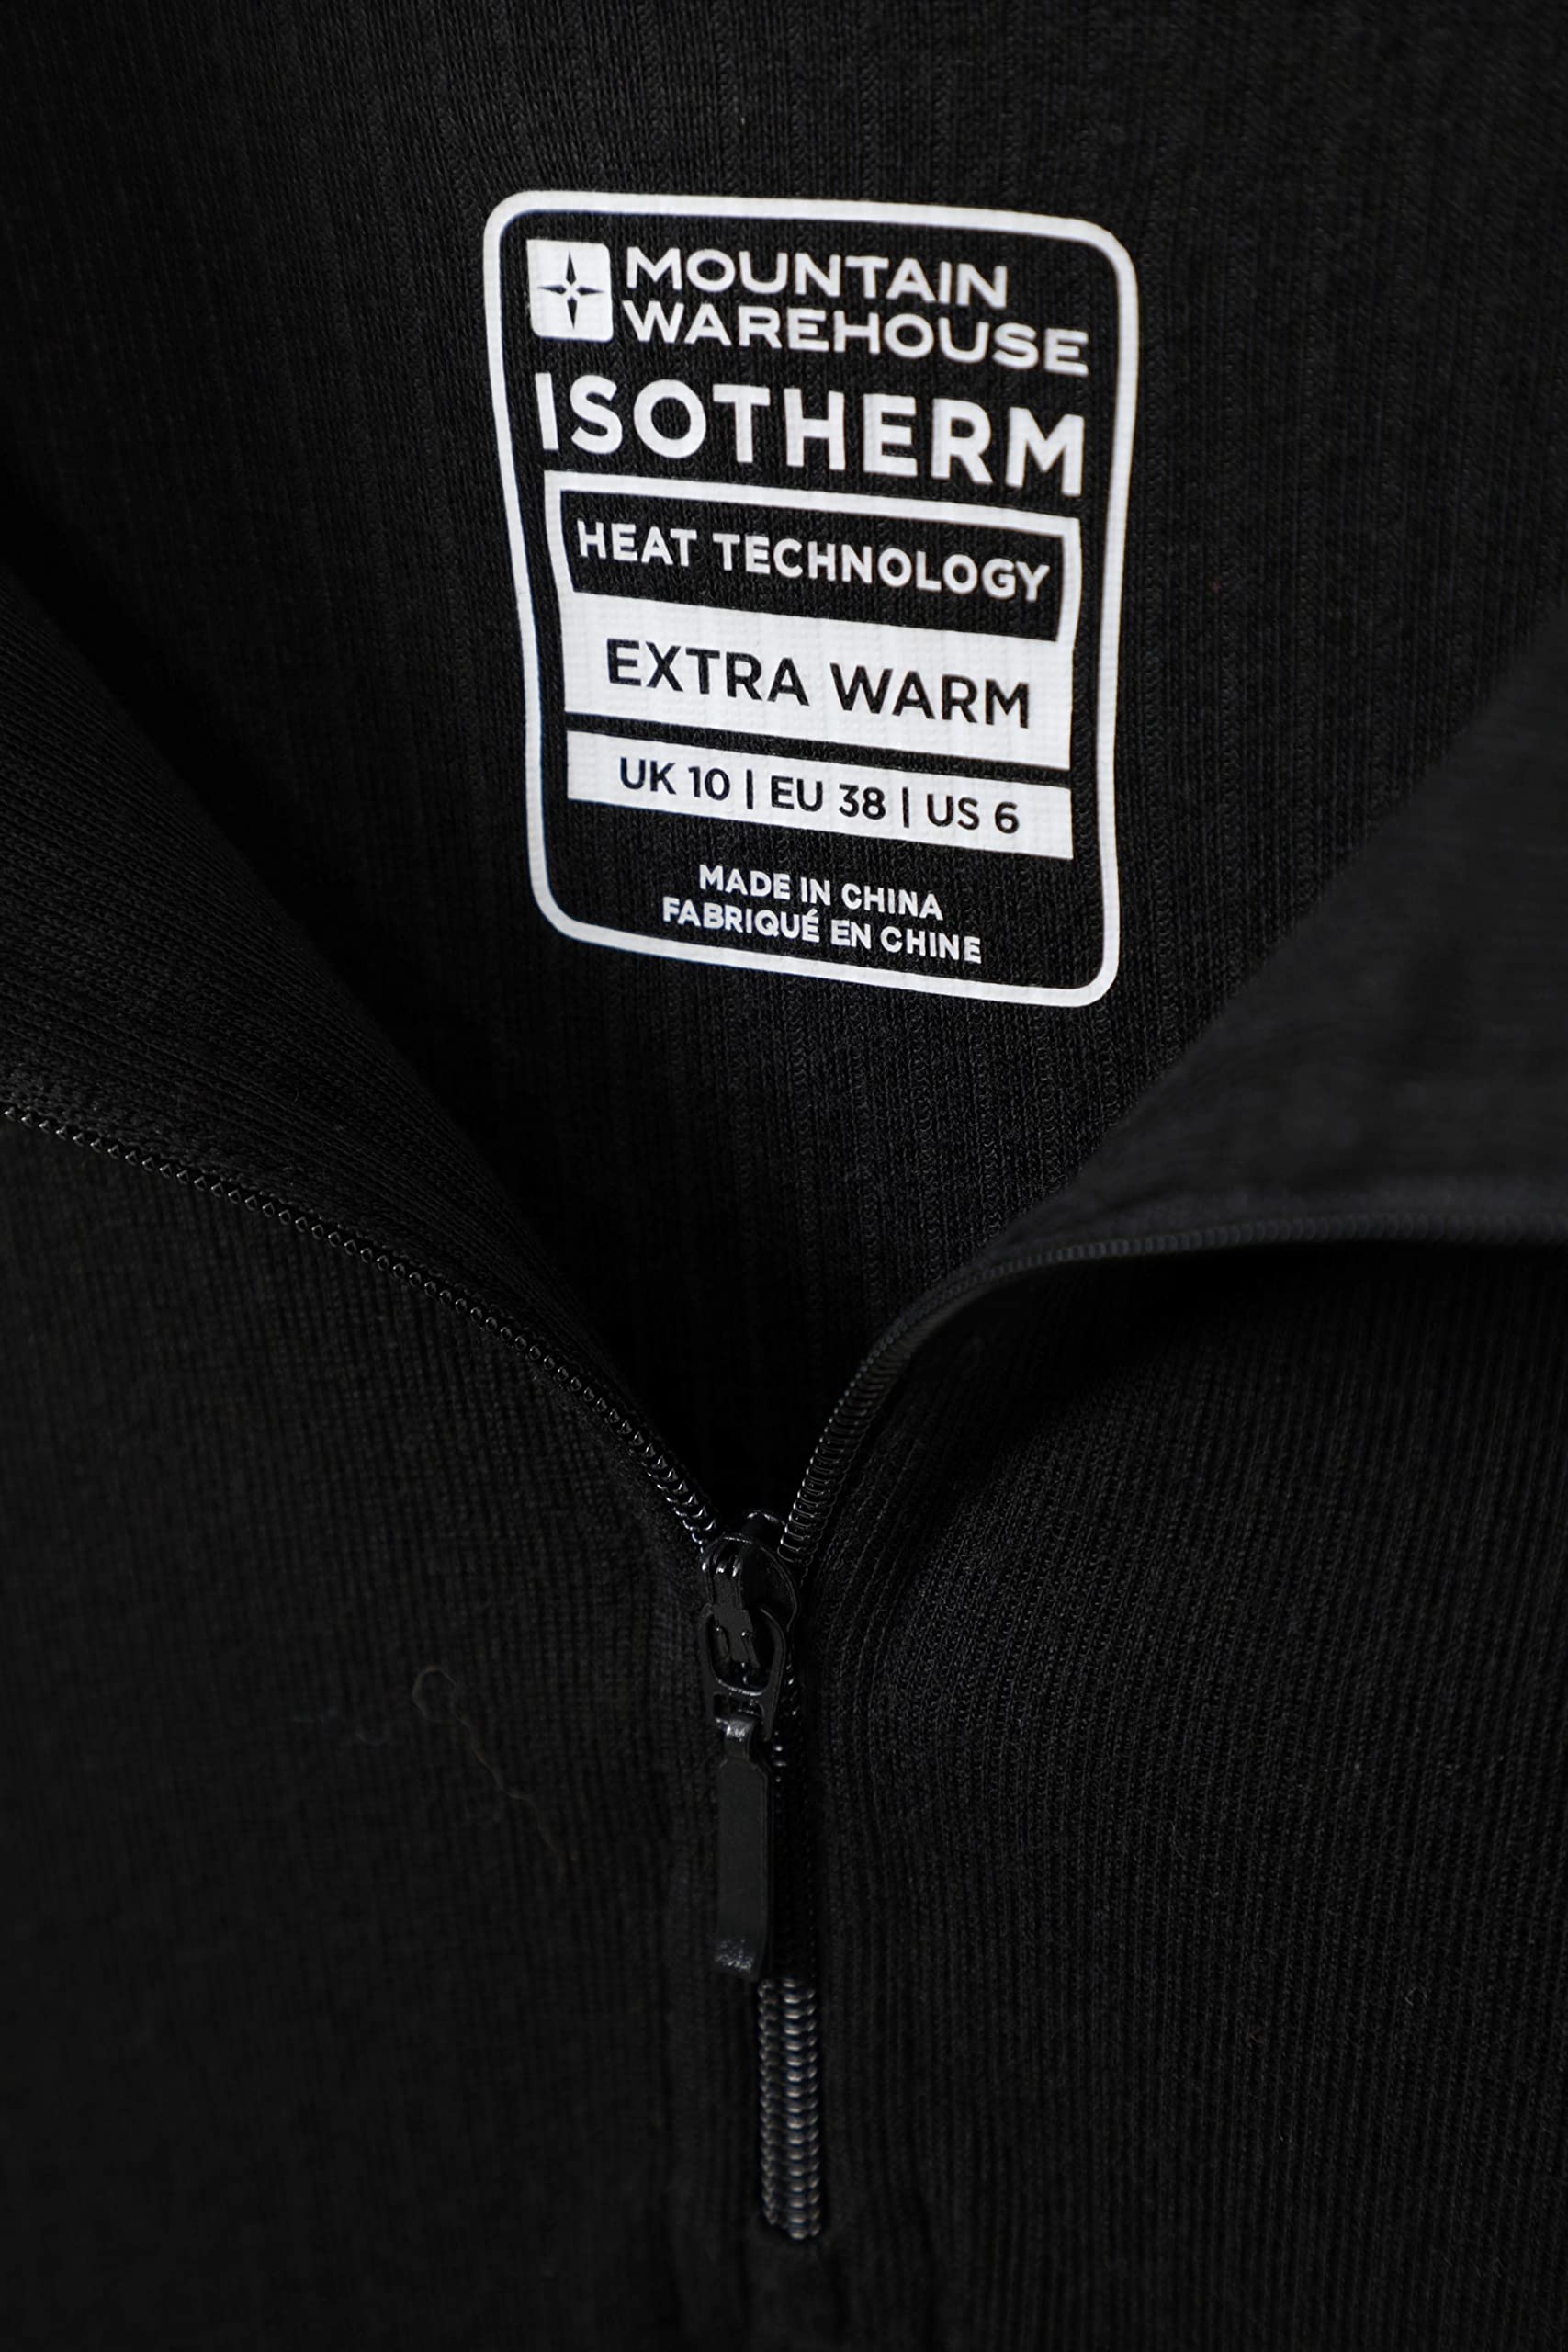 MOUNTAIN
WAREHOUSE
ISOTHERM
HEAT TECHNOLOGY
EXTRA WARM
UK 10 | EU 38 | US 6
MADE IN CHINA
FABRIQUÉ EN CHINE